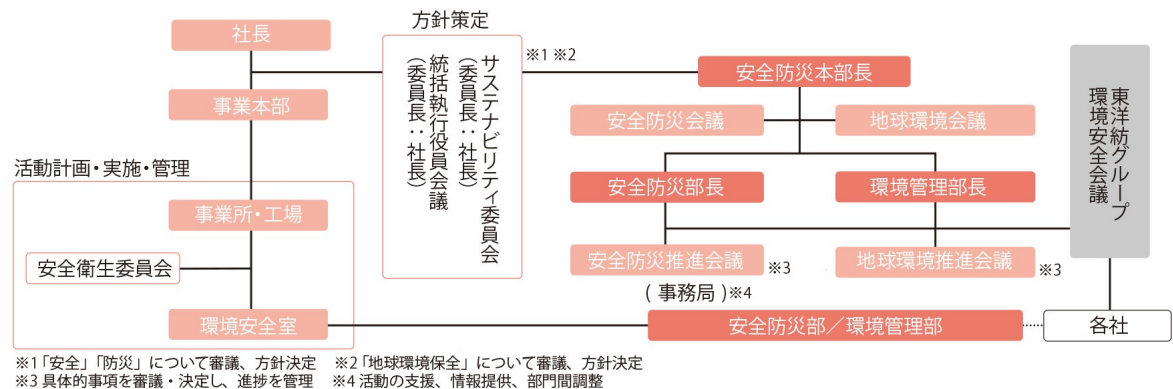 方針策定
社長
※1 ※2
サステナビリティ委員会
(委員長：社長)
統括執行役員会議
(委員長：社長)
安全防災本部長
東洋紡グループ
環境安全会議
事業本部
安全防災会議
地球環境会議
活動計画・実施・管理
安全防災部長
環境管理部長
事業所・工場
安全衛生委員会
安全防災推進会議
※3
地球環境推進会議
※3
(事務局)※4
環境安全室
安全防災部／環境管理部
各社
※1「安全」「防災」について審議、方針決定 ※2「地球環境保全」について審議、方針決定
※3 具体的事項を審議・決定し、進捗を管理 ※4 活動の支援、情報提供、部門間調整